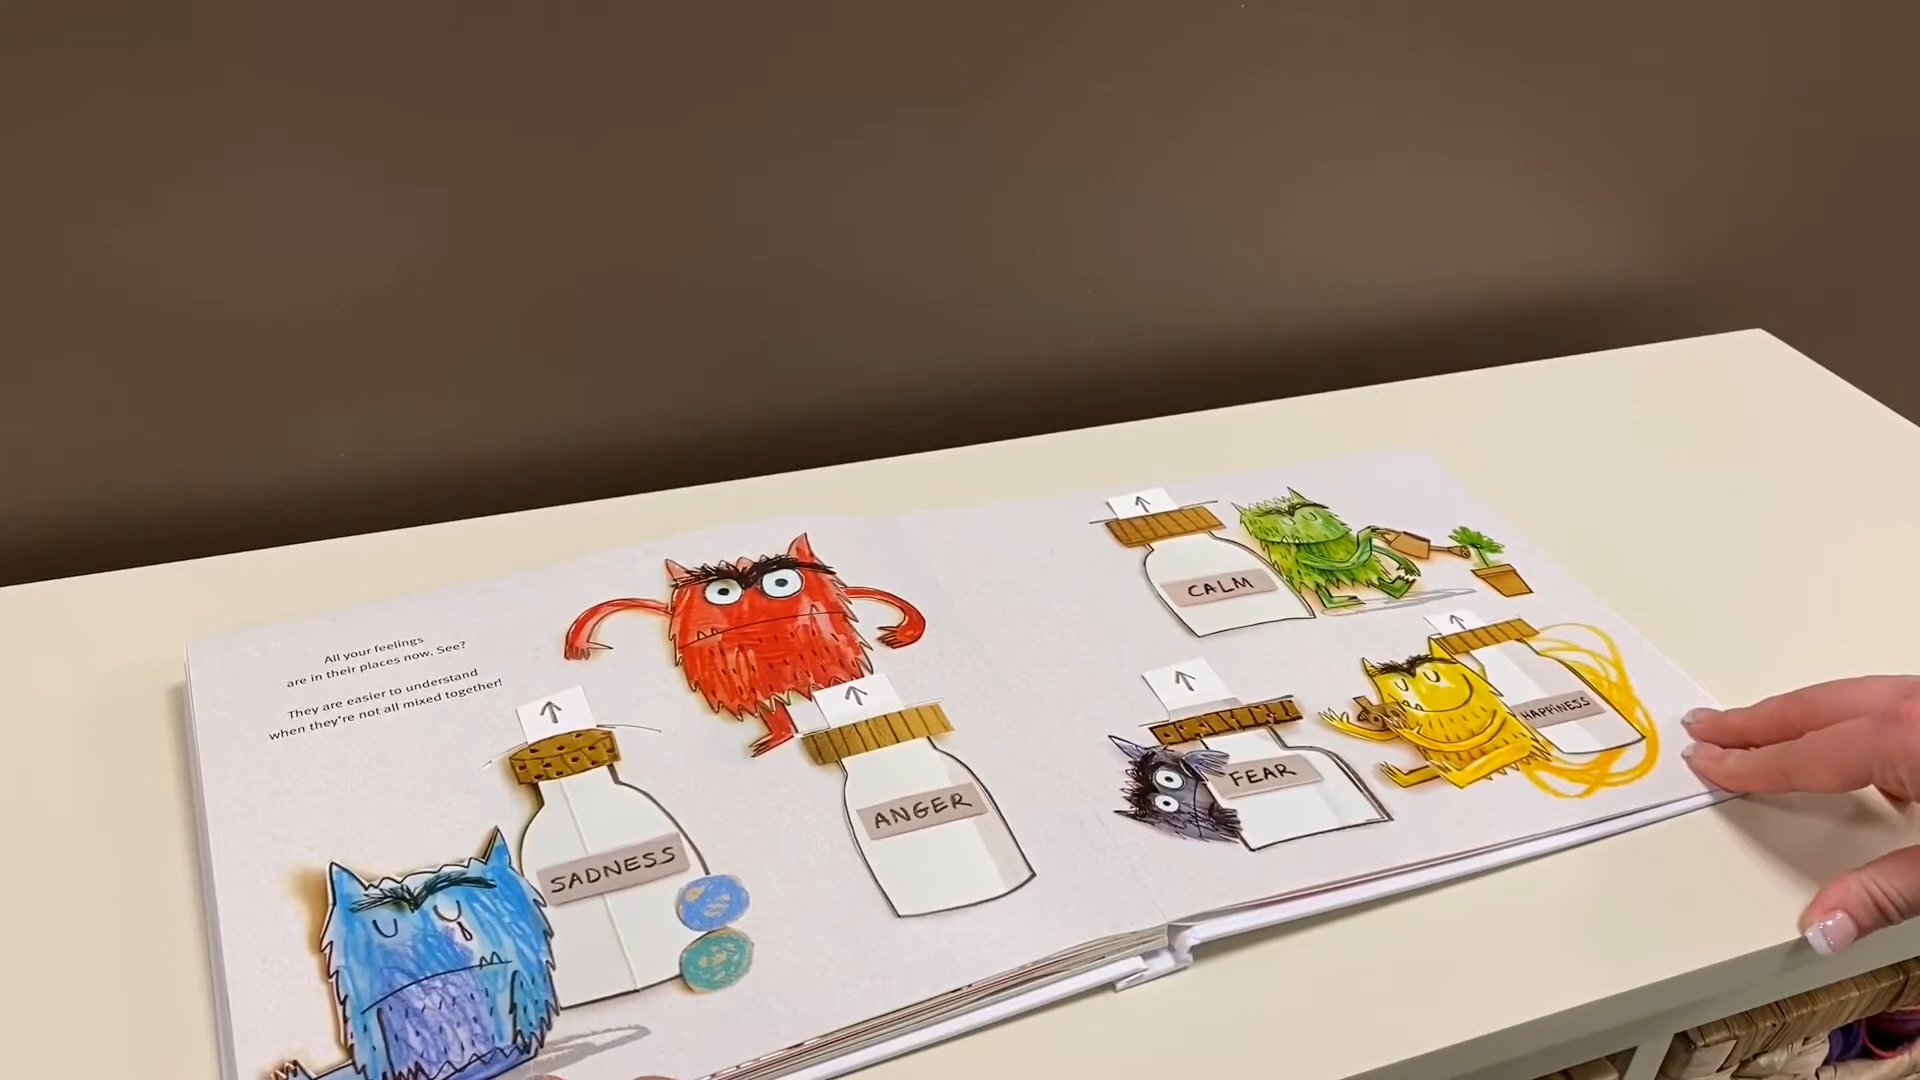 All your feelings
are in their places now. See?
They are easier to understand
when they're not all mixed together!
SADNESS
ANGER
CALM
FEAR
HAPPINESS